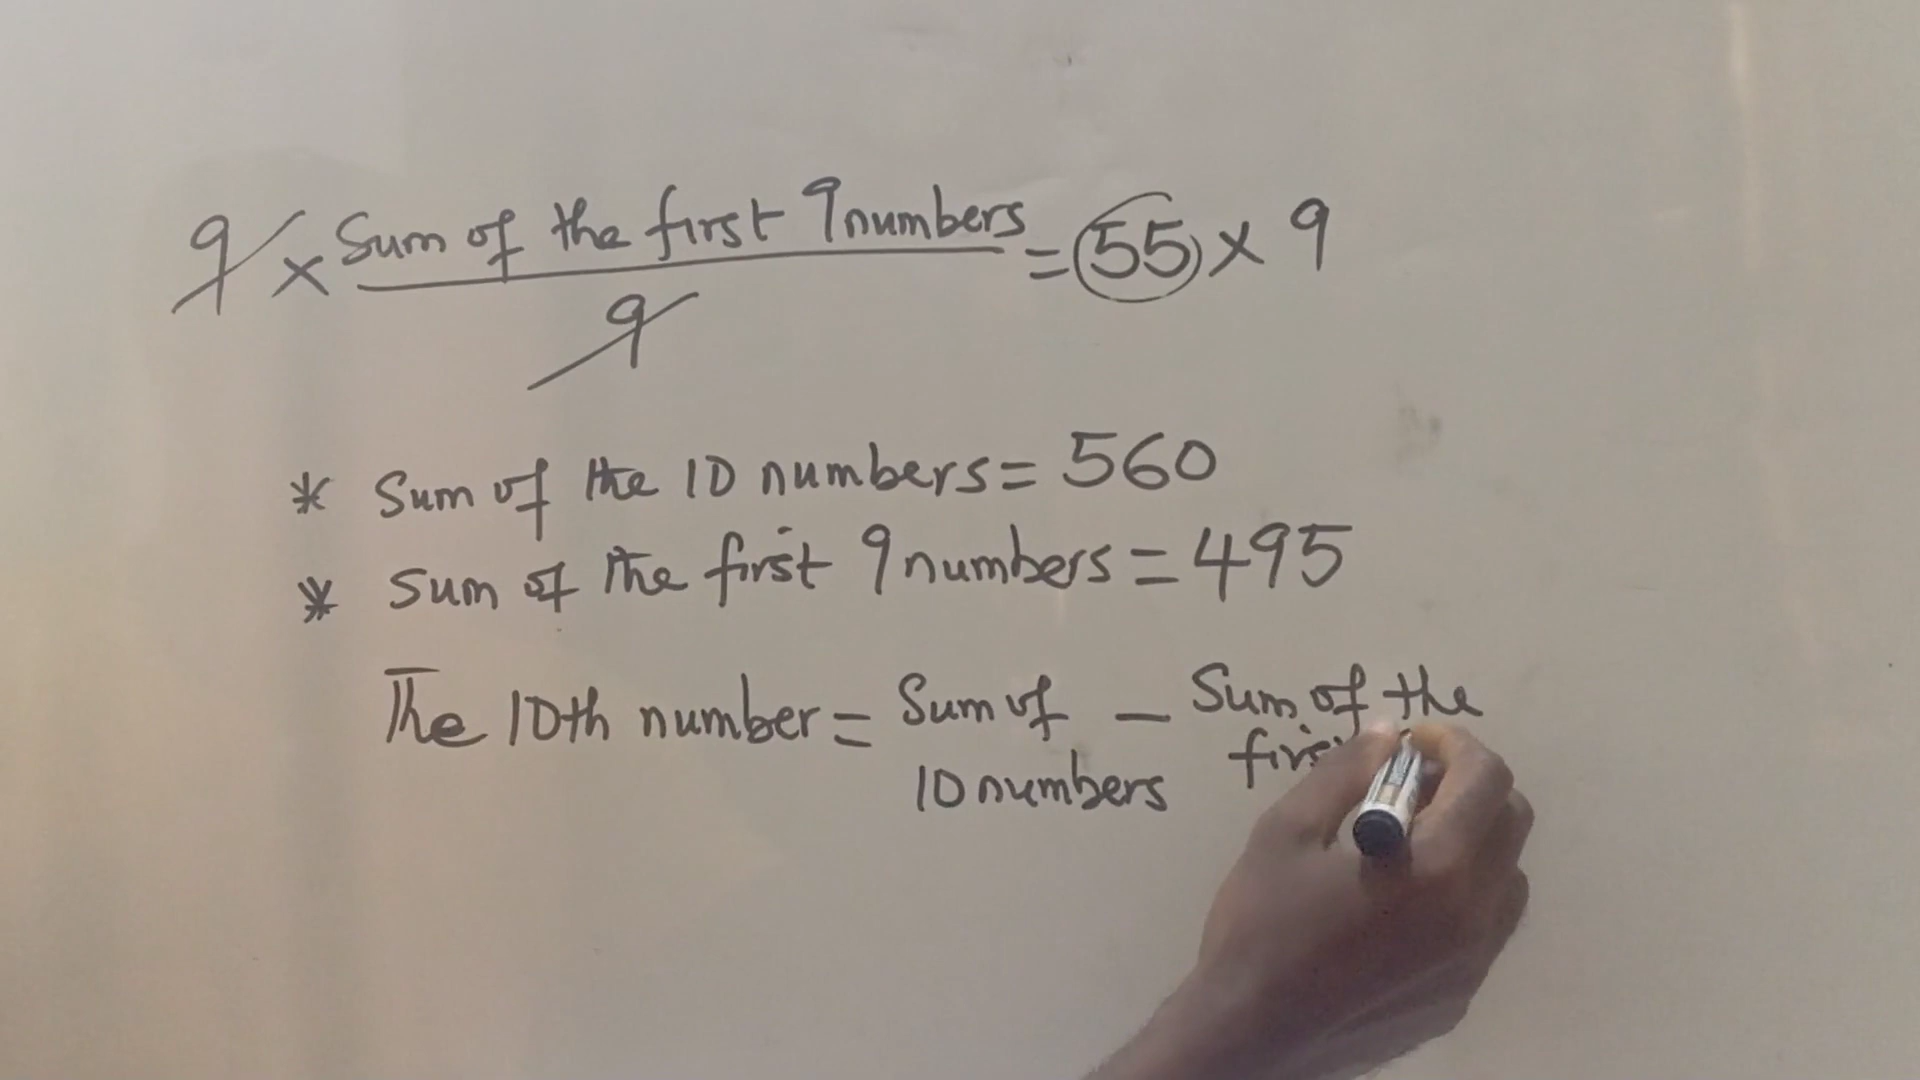 9 × Sum of the first 9 numbers = 55 × 9
9
* Sum of the 10 numbers = 560
* Sum of the first 9 numbers = 495
The 10th number = Sum of – Sum of the
10 numbers